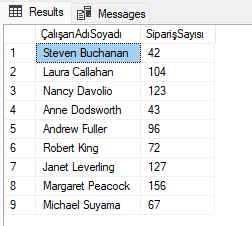 Results Messages
ÇalışanAdıSoyadı SiparişSayısı
1 Steven Buchanan 42
2 Laura Callahan 104
3 Nancy Davolio 123
4 Anne Dodsworth 43
5 Andrew Fuller 96
6 Robert King 72
7 Janet Leverling 127
8 Margaret Peacock 156
9 Michael Suyama 67